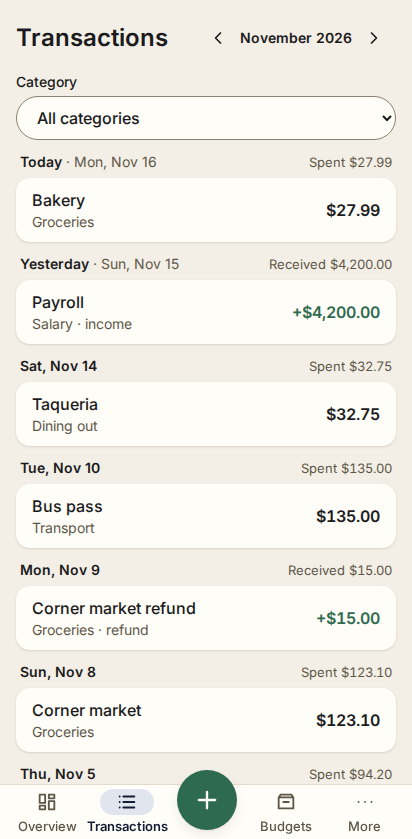 Transactions
November 2026
Category
All categories
Today · Mon, Nov 16 Spent $27.99
Bakery
Groceries
$27.99
Yesterday · Sun, Nov 15 Received $4,200.00
Payroll
Salary · income
+$4,200.00
Sat, Nov 14 Spent $32.75
Taqueria
Dining out
$32.75
Tue, Nov 10 Spent $135.00
Bus pass
Transport
$135.00
Mon, Nov 9 Received $15.00
Corner market refund
Groceries · refund
+$15.00
Sun, Nov 8 Spent $123.10
Corner market
Groceries
$123.10
Thu, Nov 5 Spent $94.20
Overview Transactions Budgets More